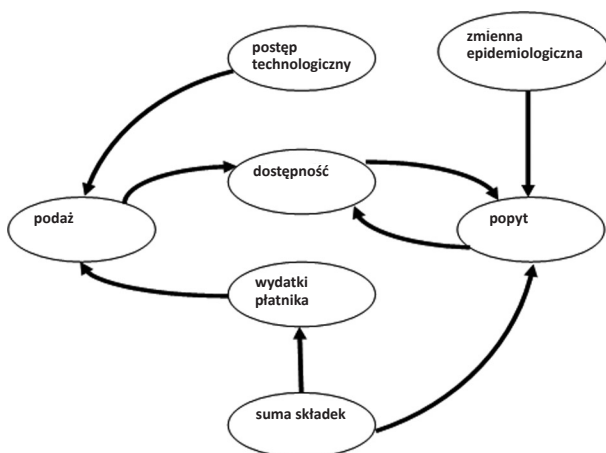 postęp
technologiczny
zmienna
epidemiologiczna
dostępność
podaż
popyt
wydatki
płatnika
suma składek